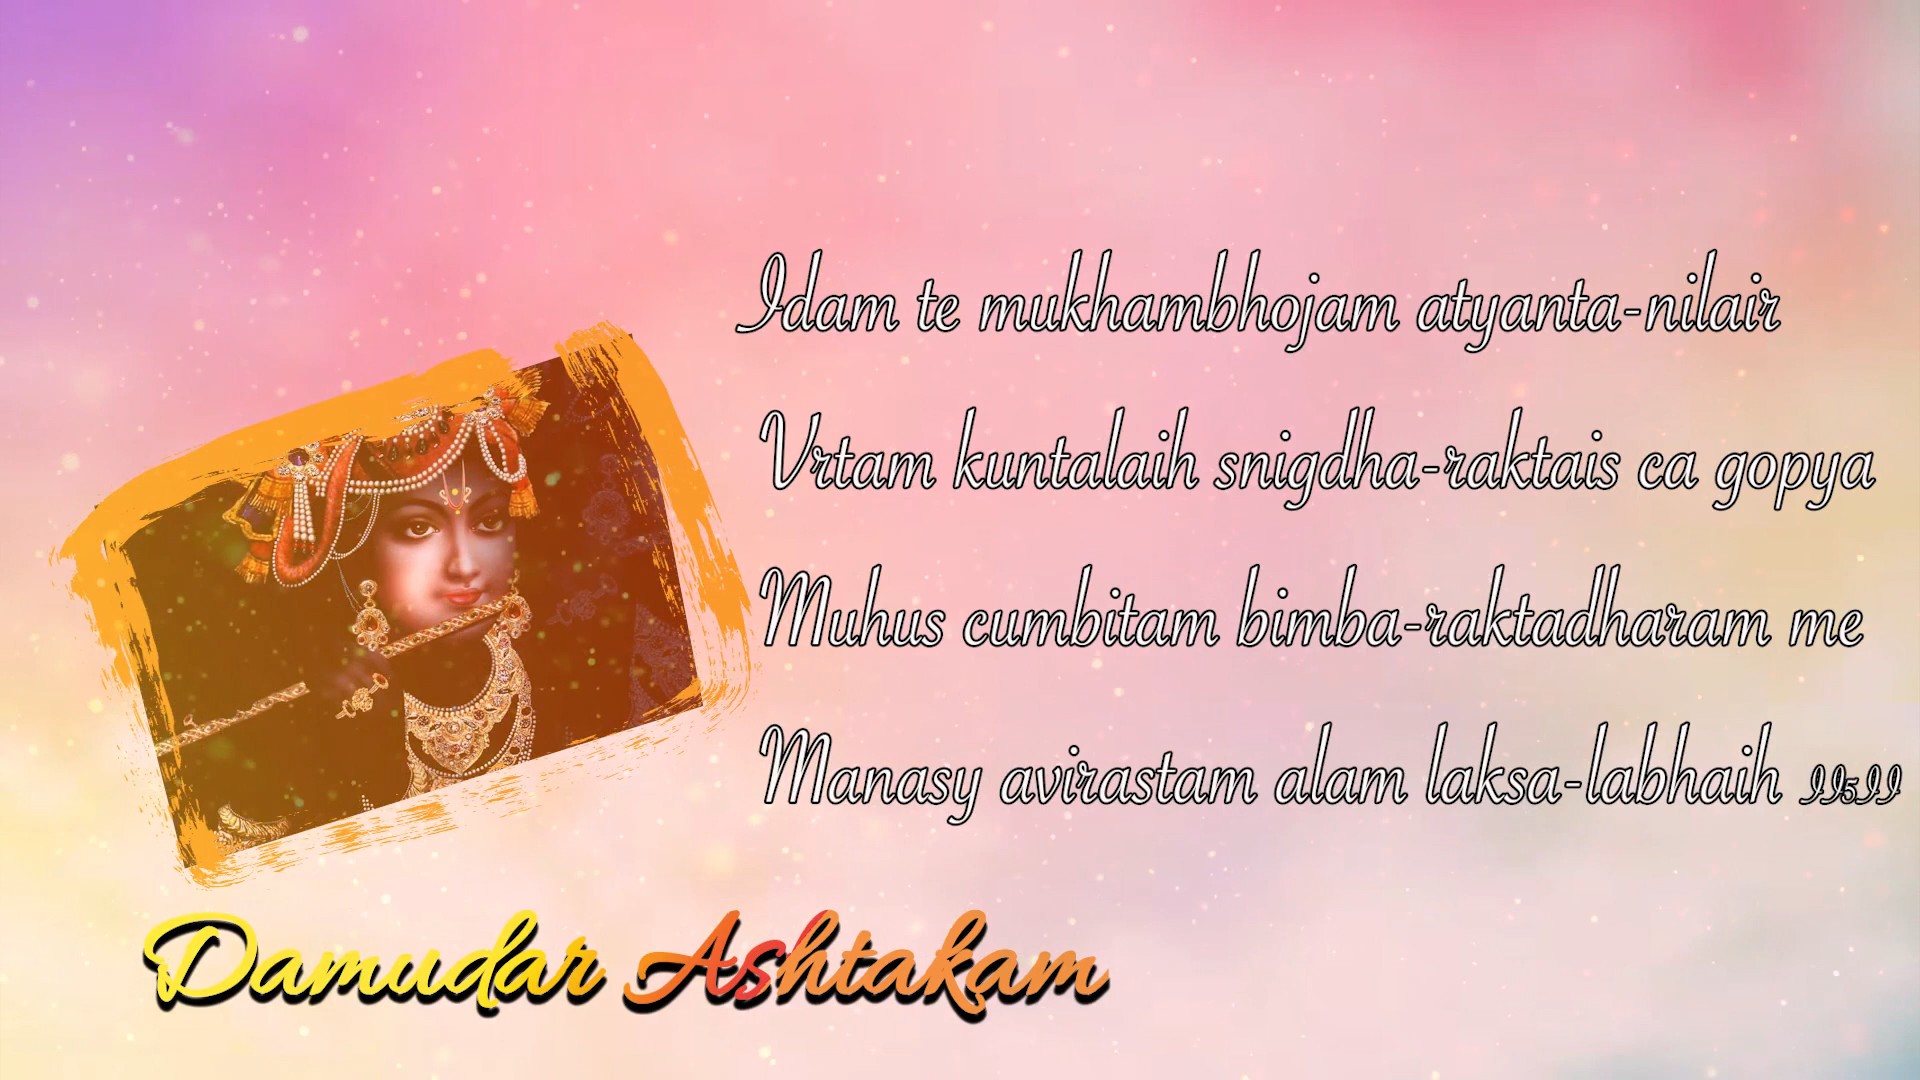 Idam te mukhambhojam atyanta-nilair
Vrtam kuntalaih snigdha-raktais ca gopya
Muhus cumbitam bimba-raktadharam me
Manasy avirastam alam laksa-labhaih II5II
Damudar Ashtakam